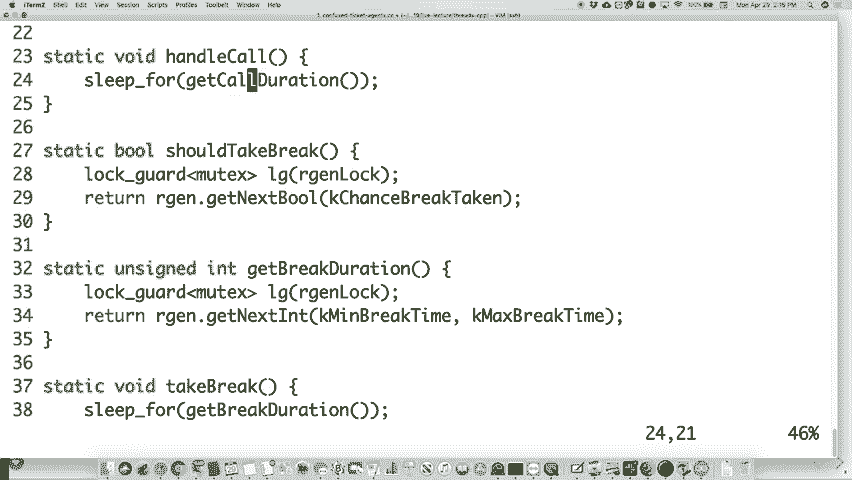 iTerm2 Shell Edit View Session Scripts Profiles Toolbelt Window Help
22
23 static void handleCall() {
24     sleep_for(getCallDuration());
25 }
26
27 static bool shouldTakeBreak() {
28     lock_guard<mutex> lg(rgenLock);
29     return rgen.getNextBool(kChanceBreakTaken);
30 }
31
32 static unsigned int getBreakDuration() {
33     lock_guard<mutex> lg(rgenLock);
34     return rgen.getNextInt(kMinBreakTime, kMaxBreakTime);
35 }
36
37 static void takeBreak() {
38     sleep_for(getBreakDuration());
24,21 46%